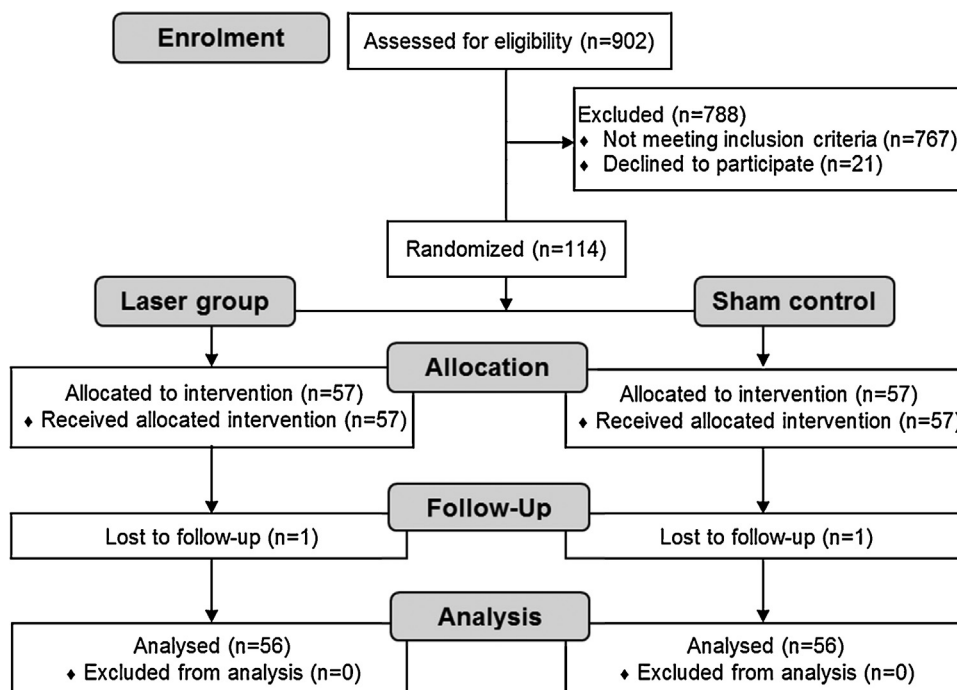 Enrolment
Assessed for eligibility (n=902)
Excluded (n=788)
♦ Not meeting inclusion criteria (n=767)
♦ Declined to participate (n=21)
Randomized (n=114)
Laser group
Sham control
Allocation
Allocated to intervention (n=57)
♦ Received allocated intervention (n=57)
Allocated to intervention (n=57)
♦ Received allocated intervention (n=57)
Follow-Up
Lost to follow-up (n=1)
Lost to follow-up (n=1)
Analysis
Analysed (n=56)
♦ Excluded from analysis (n=0)
Analysed (n=56)
♦ Excluded from analysis (n=0)